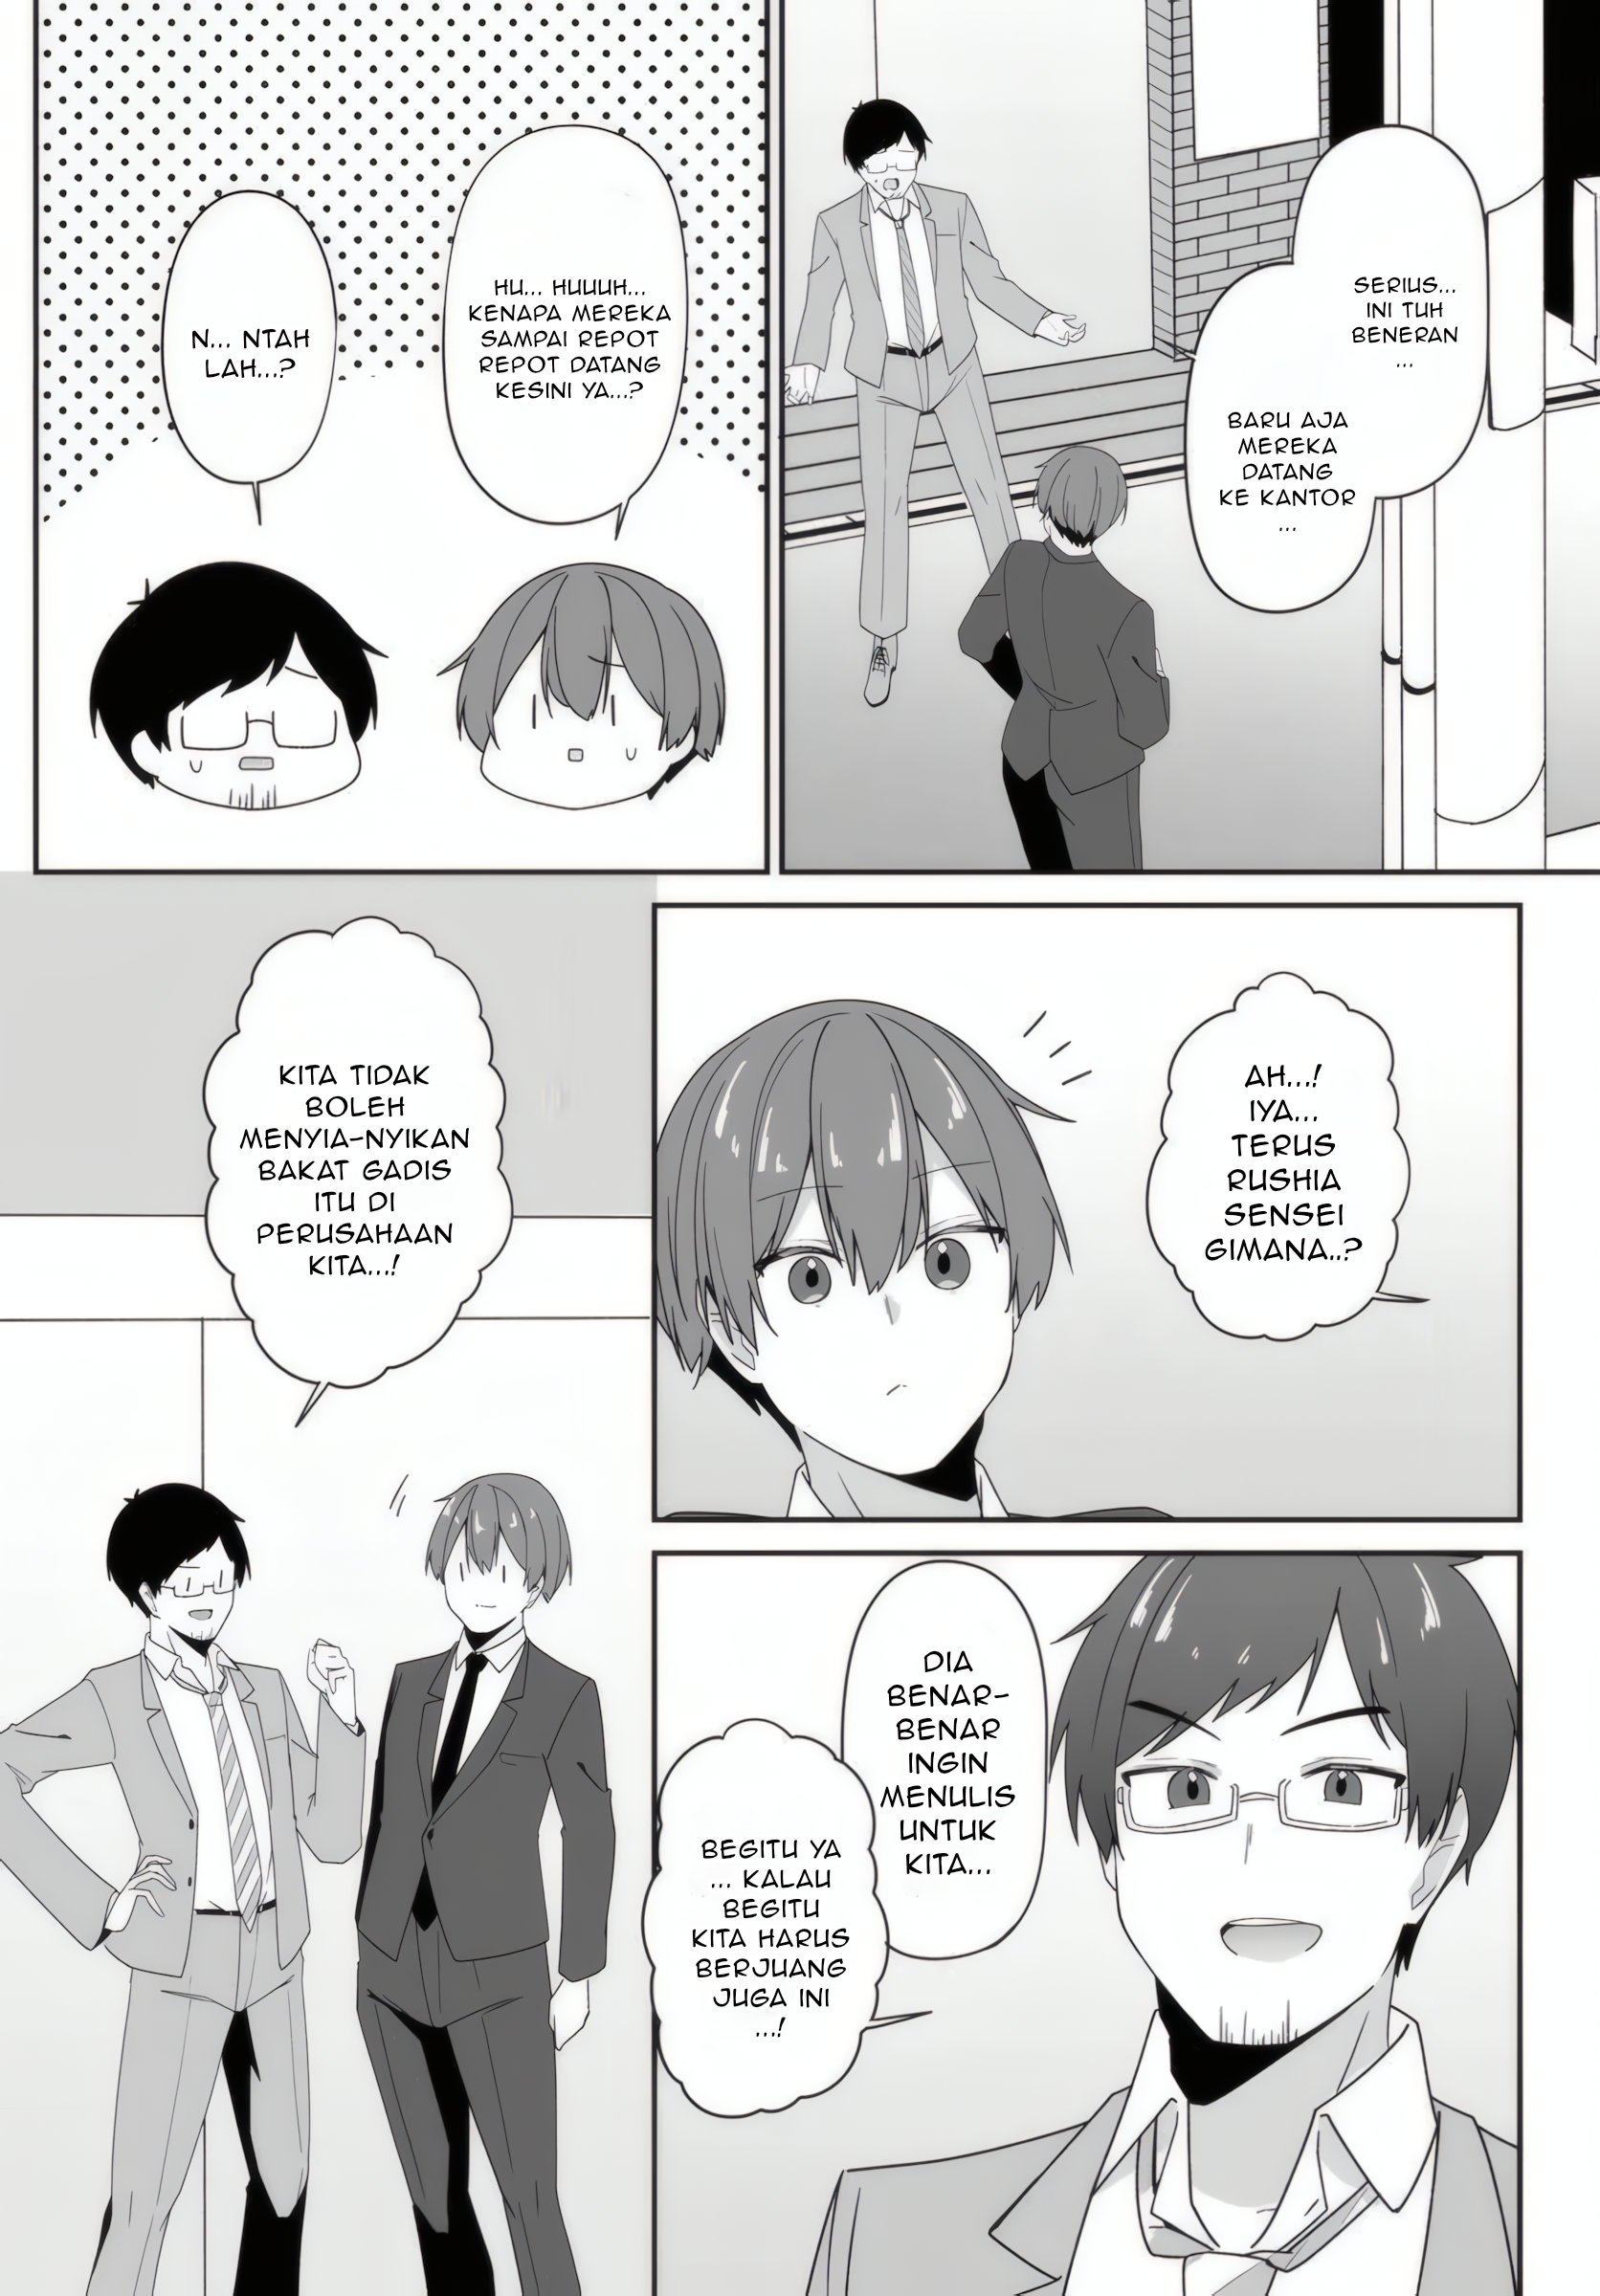 SERIUS...
INI TUH
BENERAN
...
BARU AJA
MEREKA
DATANG
KE KANTOR
...
HU... HUUUH...
KENAPA MEREKA
SAMPAI REPOT
REPOT DATANG
KESINI YA...?
N... NTAH
LAH...?
AH...!
IYA...
TERUS
RUSHIA
SENSEI
GIMANA..?
DIA
BENAR-
BENAR
INGIN
MENULIS
UNTUK
KITA...
BEGITU YA
... KALAU
BEGITU
KITA HARUS
BERJUANG
JUGA INI
...!
KITA TIDAK
BOLEH
MENYIA-NYIKAN
BAKAT GADIS
ITU DI
PERUSAHAAN
KITA...!